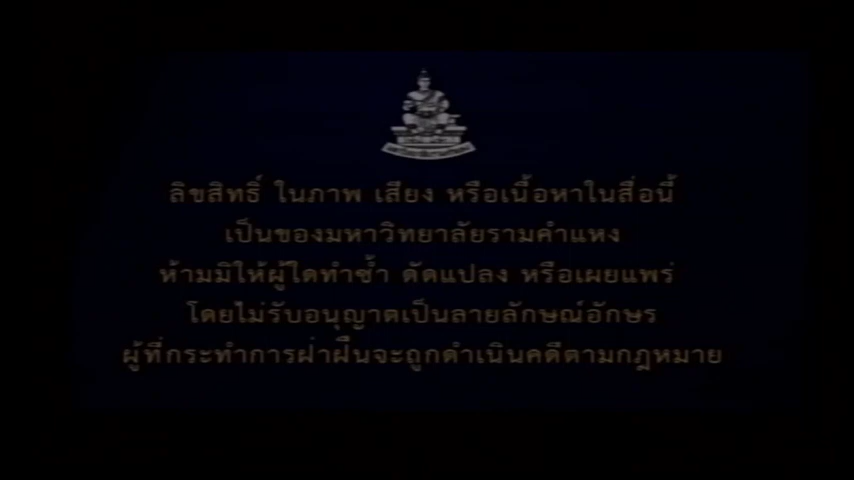 ลิขสิทธิ์ ในภาพ เสียง หรือเนื้อหาในสื่อนี้
เป็นของมหาวิทยาลัยรามคำแหง
ห้ามมิให้ผู้ใดทำซ้ำ ดัดแปลง หรือเผยแพร่
โดยไม่รับอนุญาตเป็นลายลักษณ์อักษร
ผู้ที่กระทำการฝ่าฝืนจะถูกดำเนินคดีตามกฎหมาย